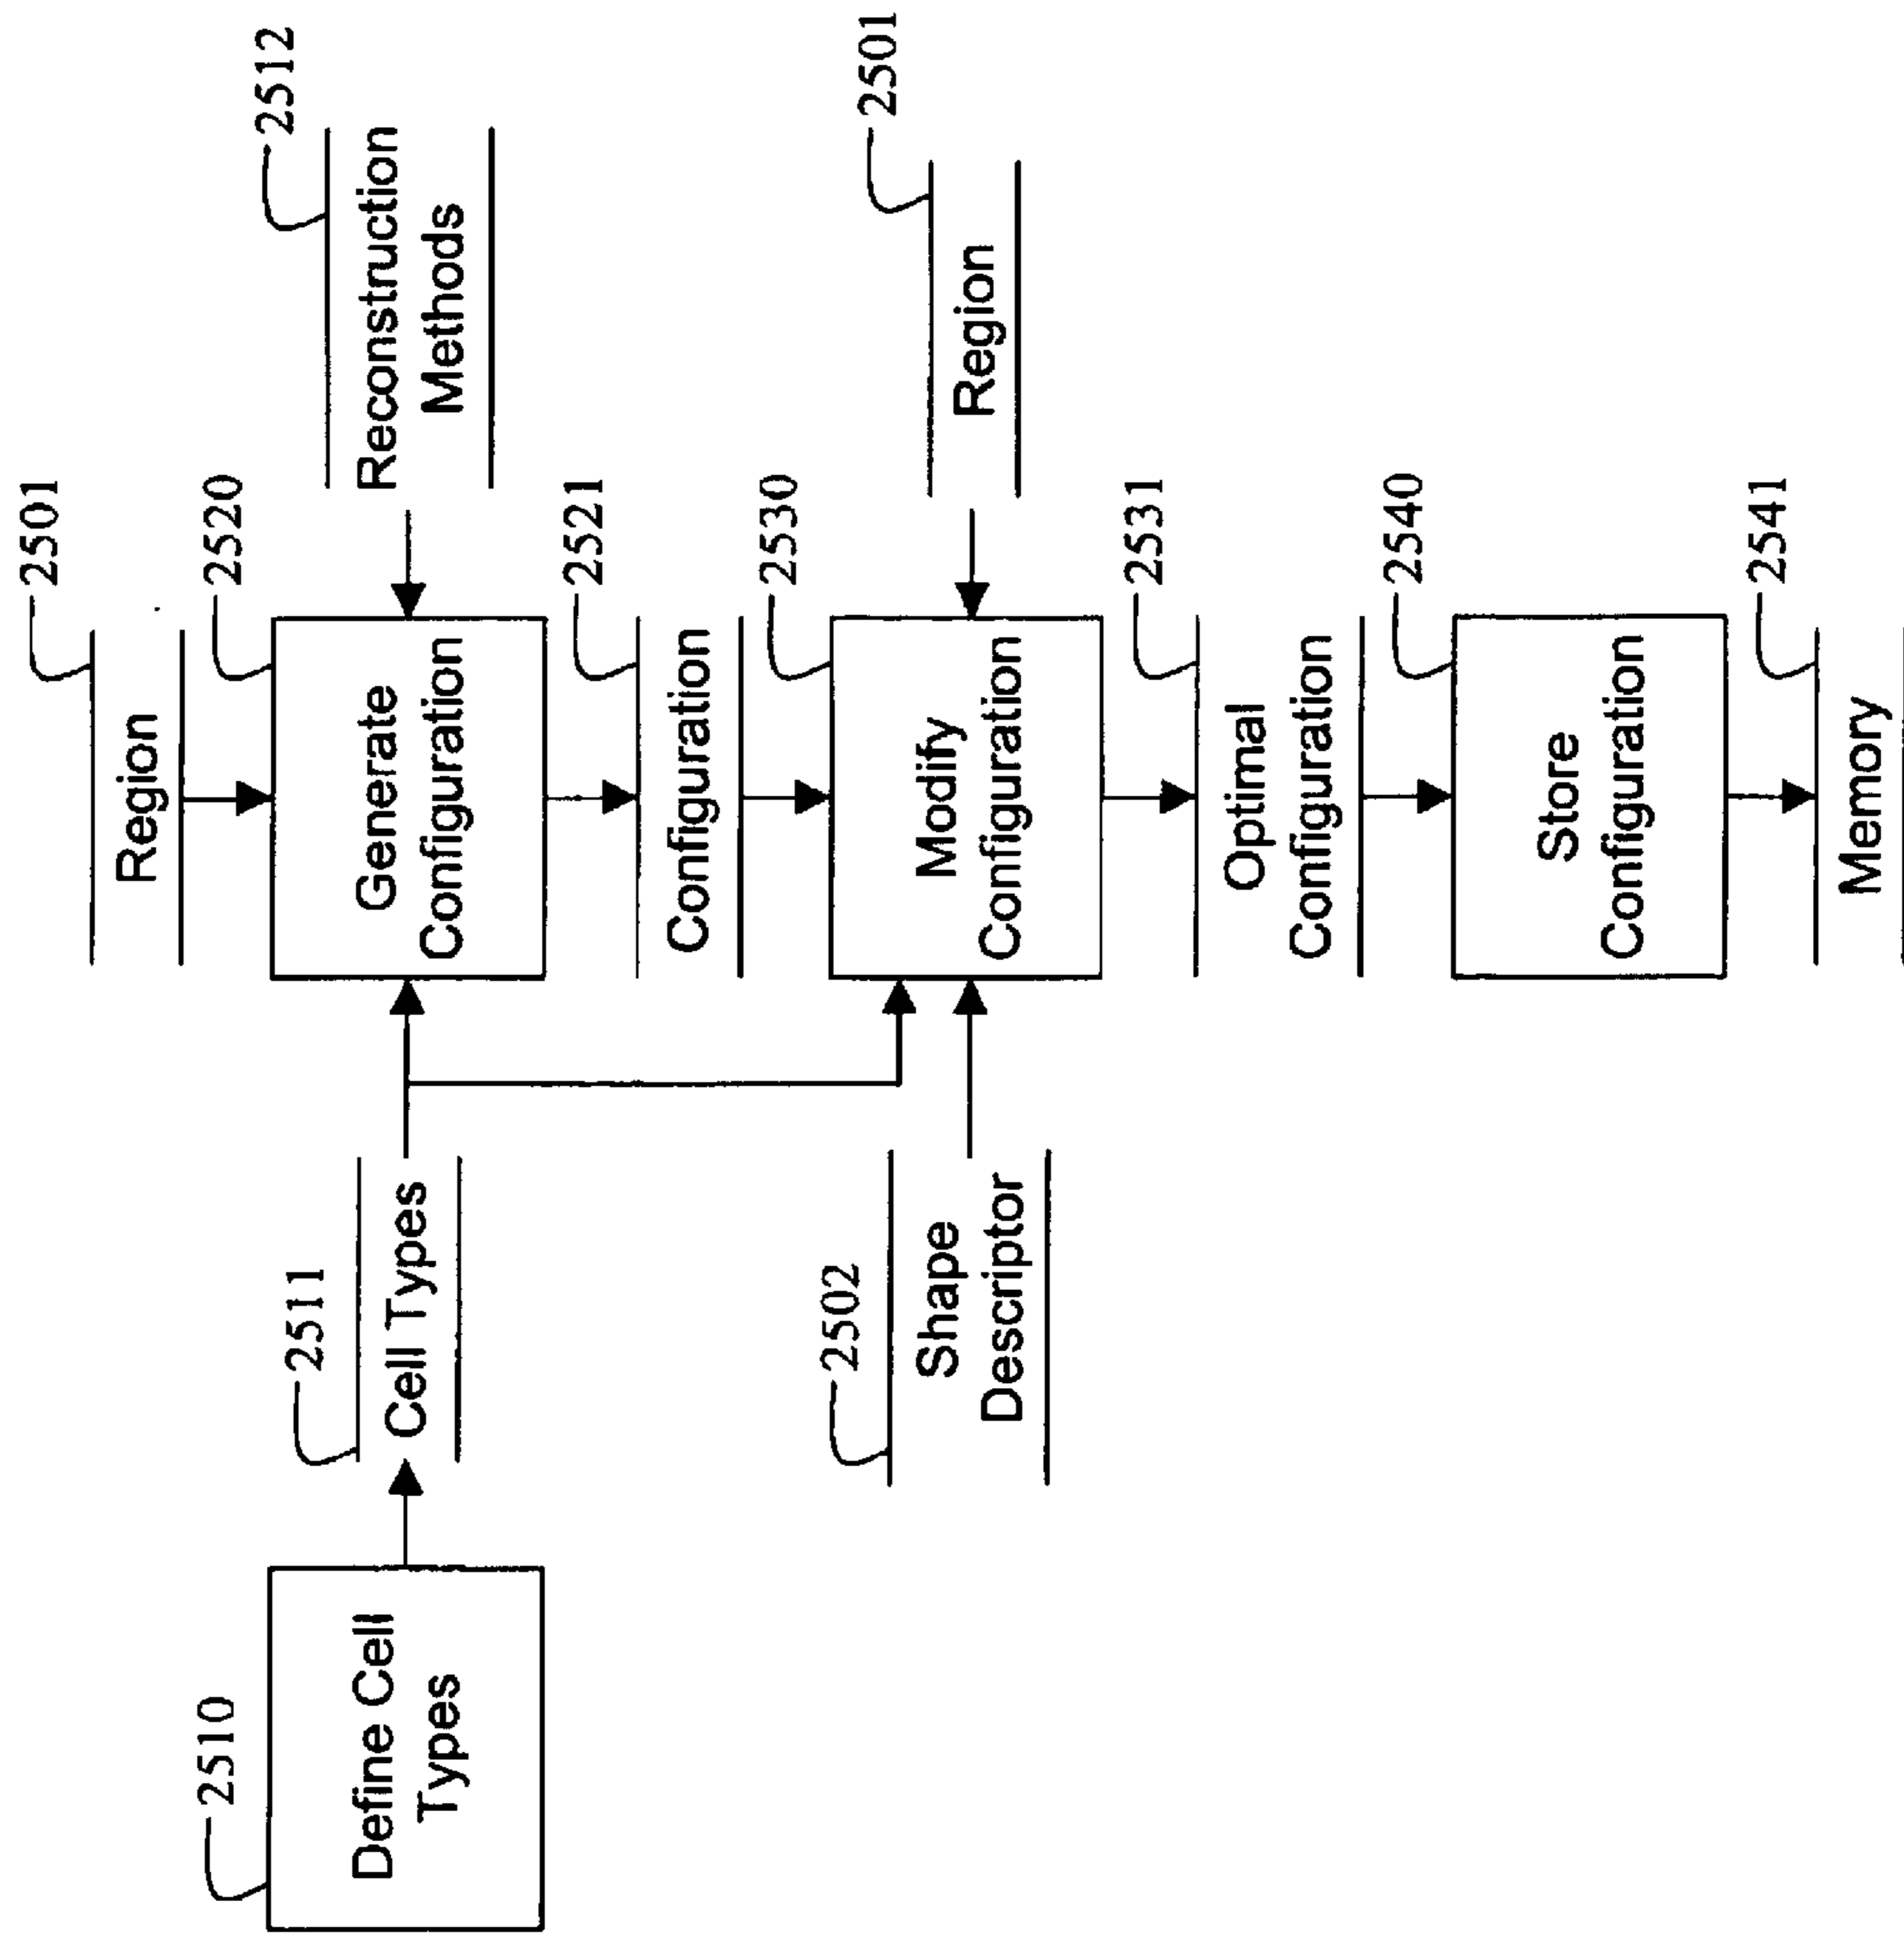 2501
Region
2510
2520
2512
2511
Define Cell
Types
Cell Types
Generate
Configuration
Reconstruction
Methods
2521
Configuration
2530
2502
2501
Shape
Descriptor
Modify
Configuration
Region
2531
Optimal
Configuration
2540
Store
Configuration
2541
Memory